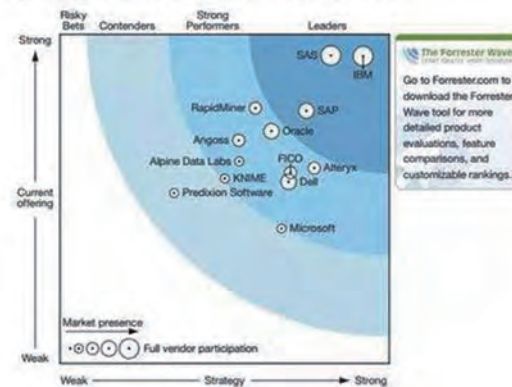 Risky Bets Contenders Strong Performers Leaders
Strong
Current offering
Weak
SAS
IBM
RapidMiner
SAP
Oracle
Angoss
Alpine Data Labs
FICO
Alteryx
KNIME
Dell
Predixion Software
Microsoft
Market presence
Full vendor participation
Weak Strategy Strong
The Forrester Wave
Go to Forrester.com to
download the Forrester
Wave tool for more
detailed product
evaluations, feature
comparisons, and
customizable rankings.